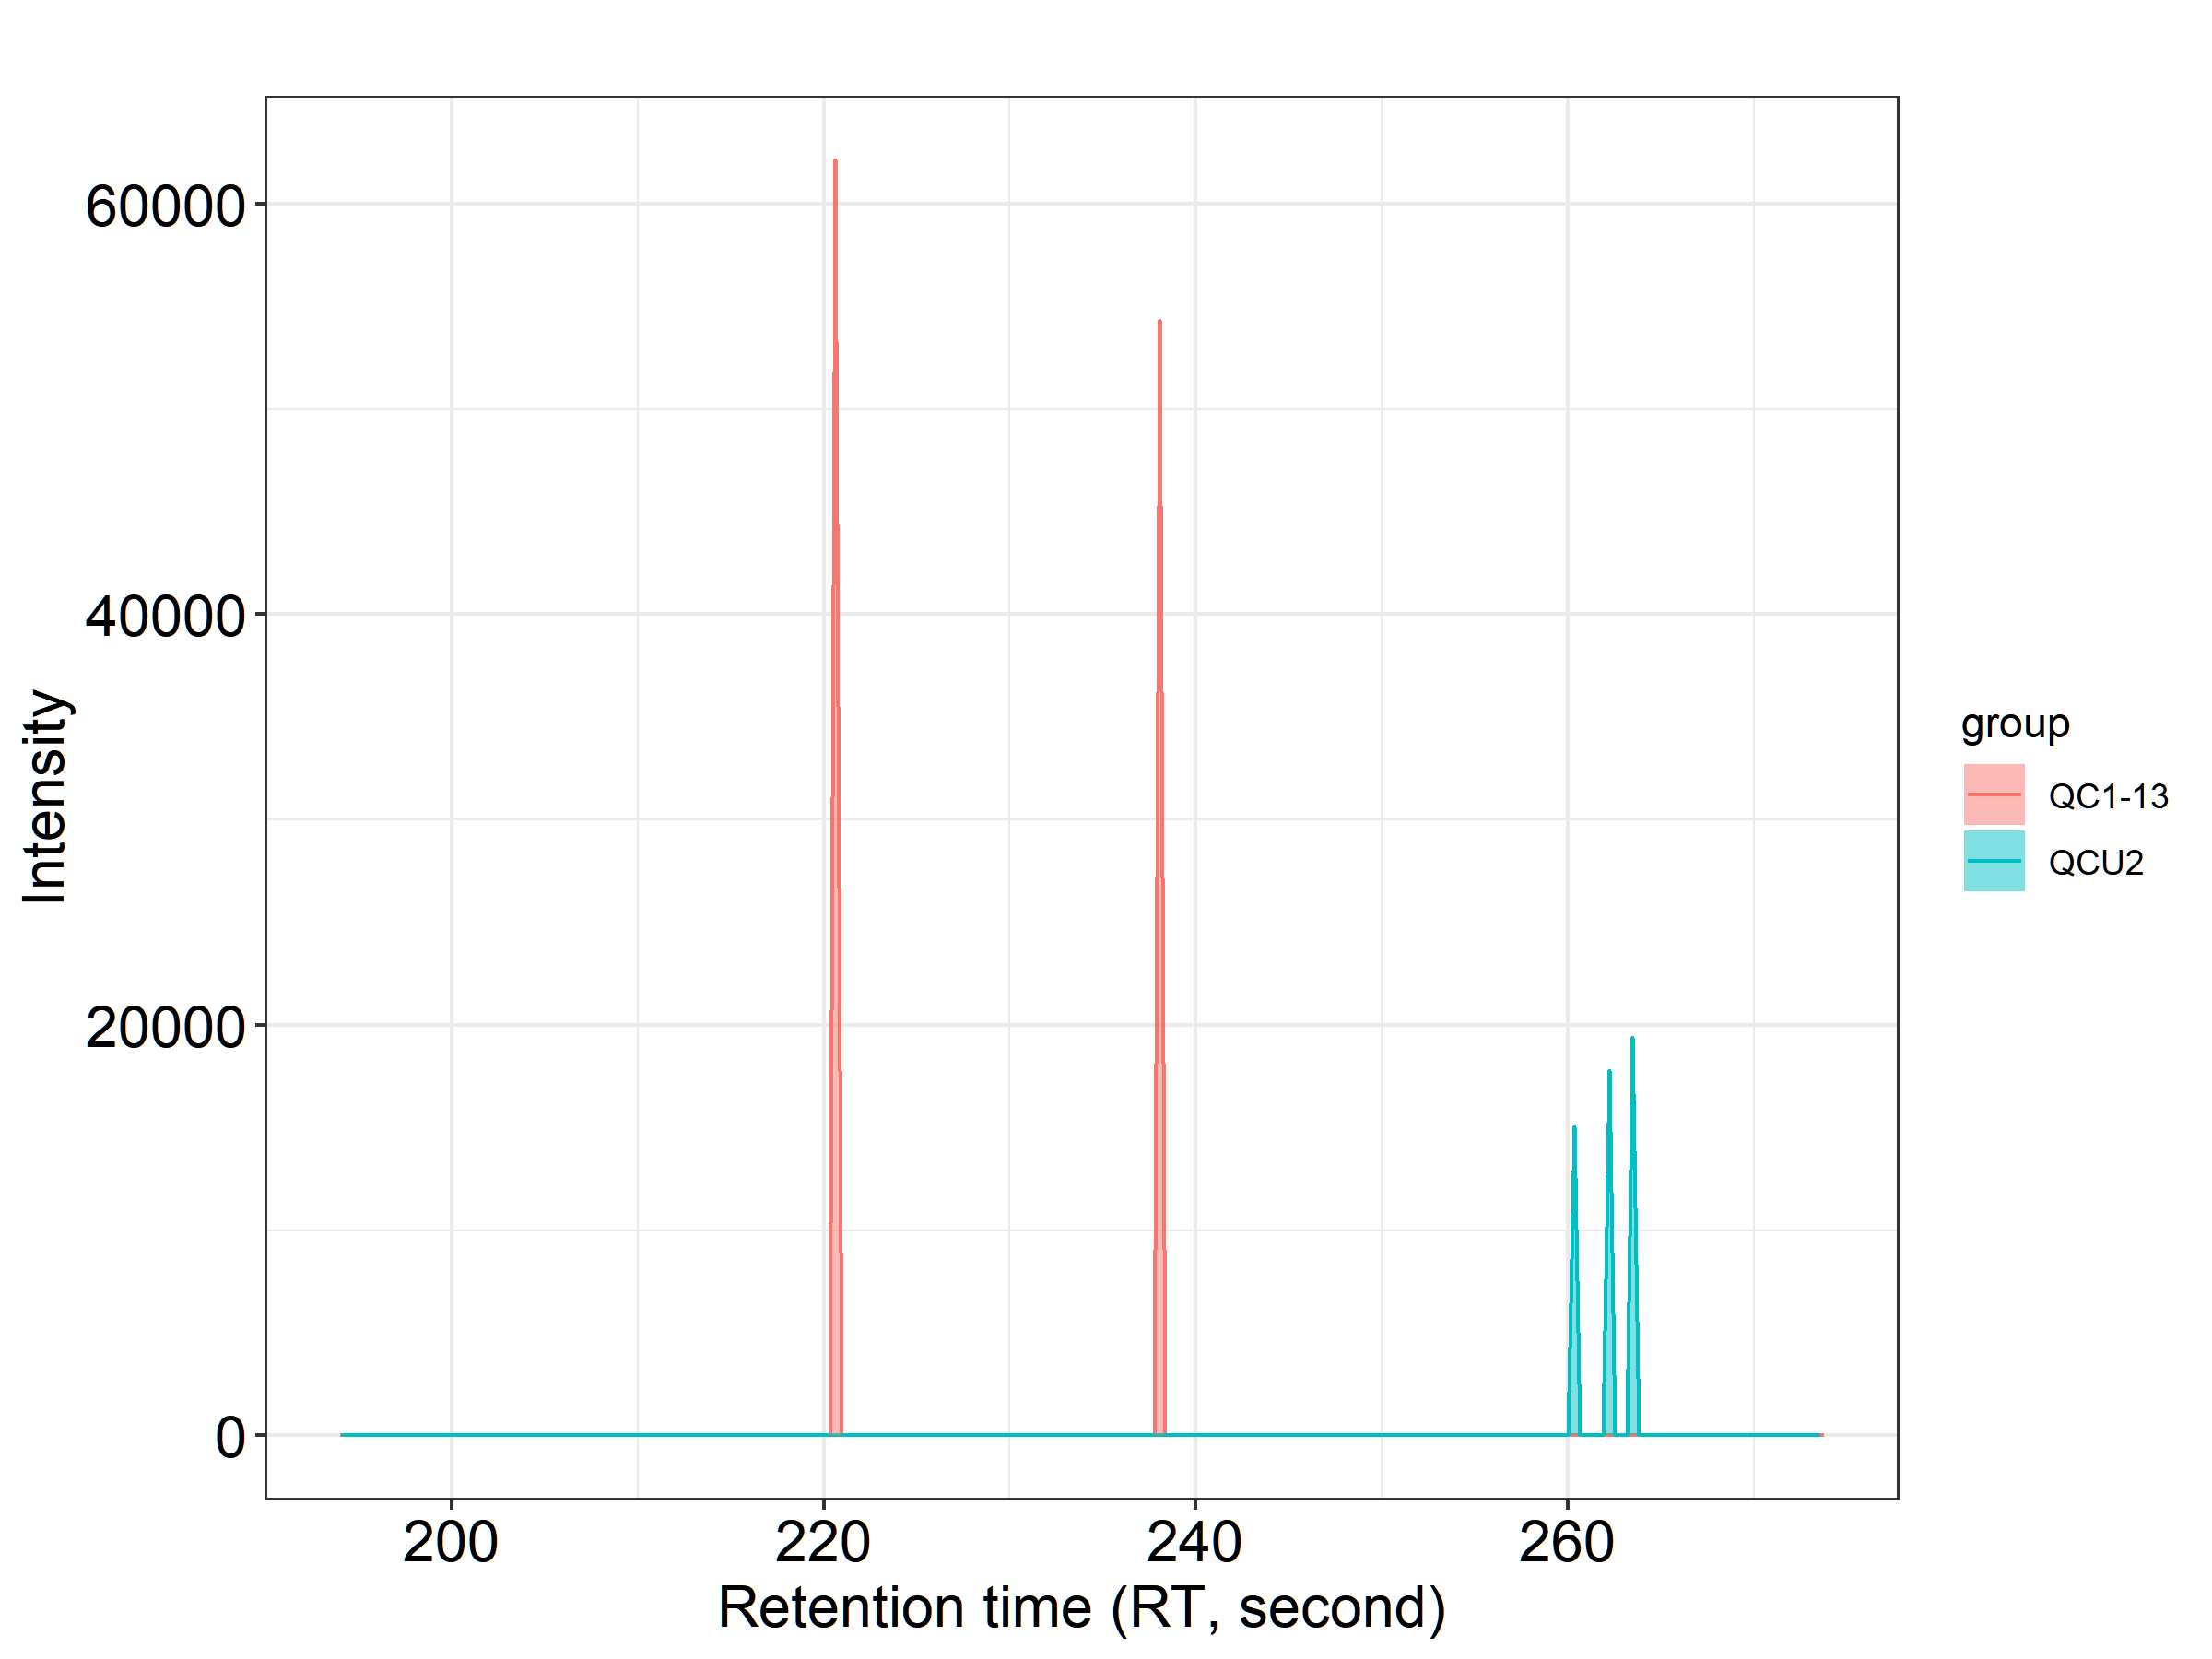 60000
40000
20000
0
Intensity
200 220 240 260
Retention time (RT, second)
group
QC1-13
QCU2